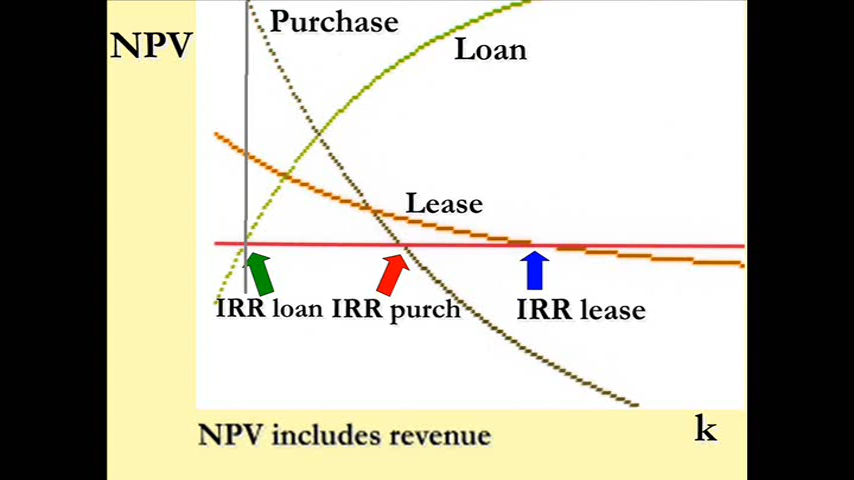 Purchase
NPV
Loan
Lease
IRR loan IRR purch IRR lease
k
NPV includes revenue